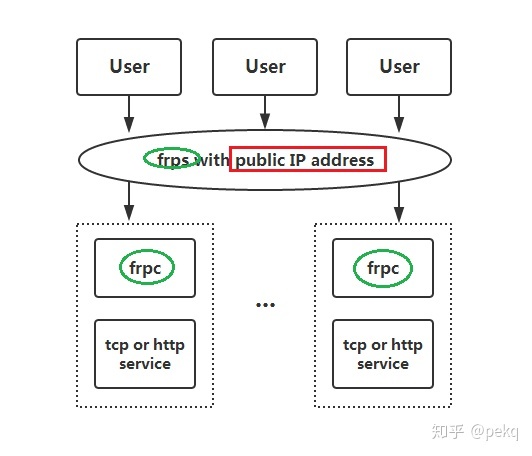 User
User
User
frps with public IP address
frpc
frpc
...
tcp or http
service
tcp or http
service
知乎 @pekq